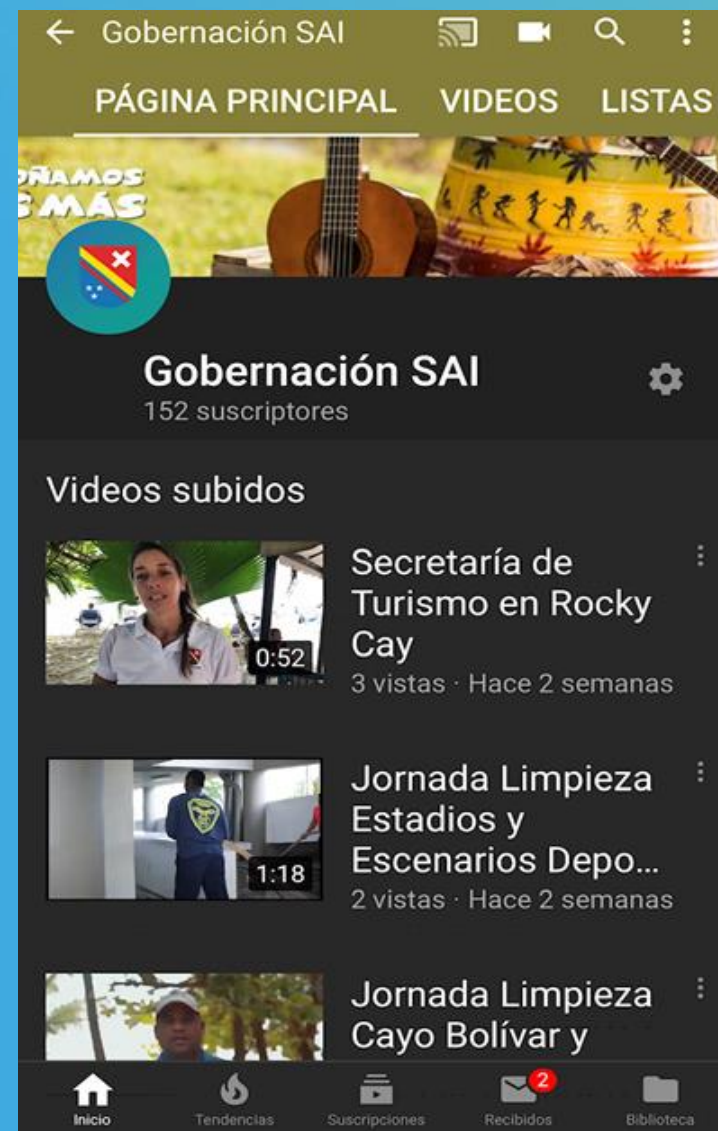 Gobernación SAI
PÁGINA PRINCIPAL VIDEOS LISTAS
MÁS
Gobernación SAI
152 suscriptores
Videos subidos
0:52
Secretaría de
Turismo en Rocky
Cay
3 vistas · Hace 2 semanas
1:18
Jornada Limpieza
Estadios y
Escenarios Depo...
2 vistas · Hace 2 semanas
Jornada Limpieza
Cayo Bolívar y
2
Inicio Tendencias Suscripciones Recibidos Biblioteca